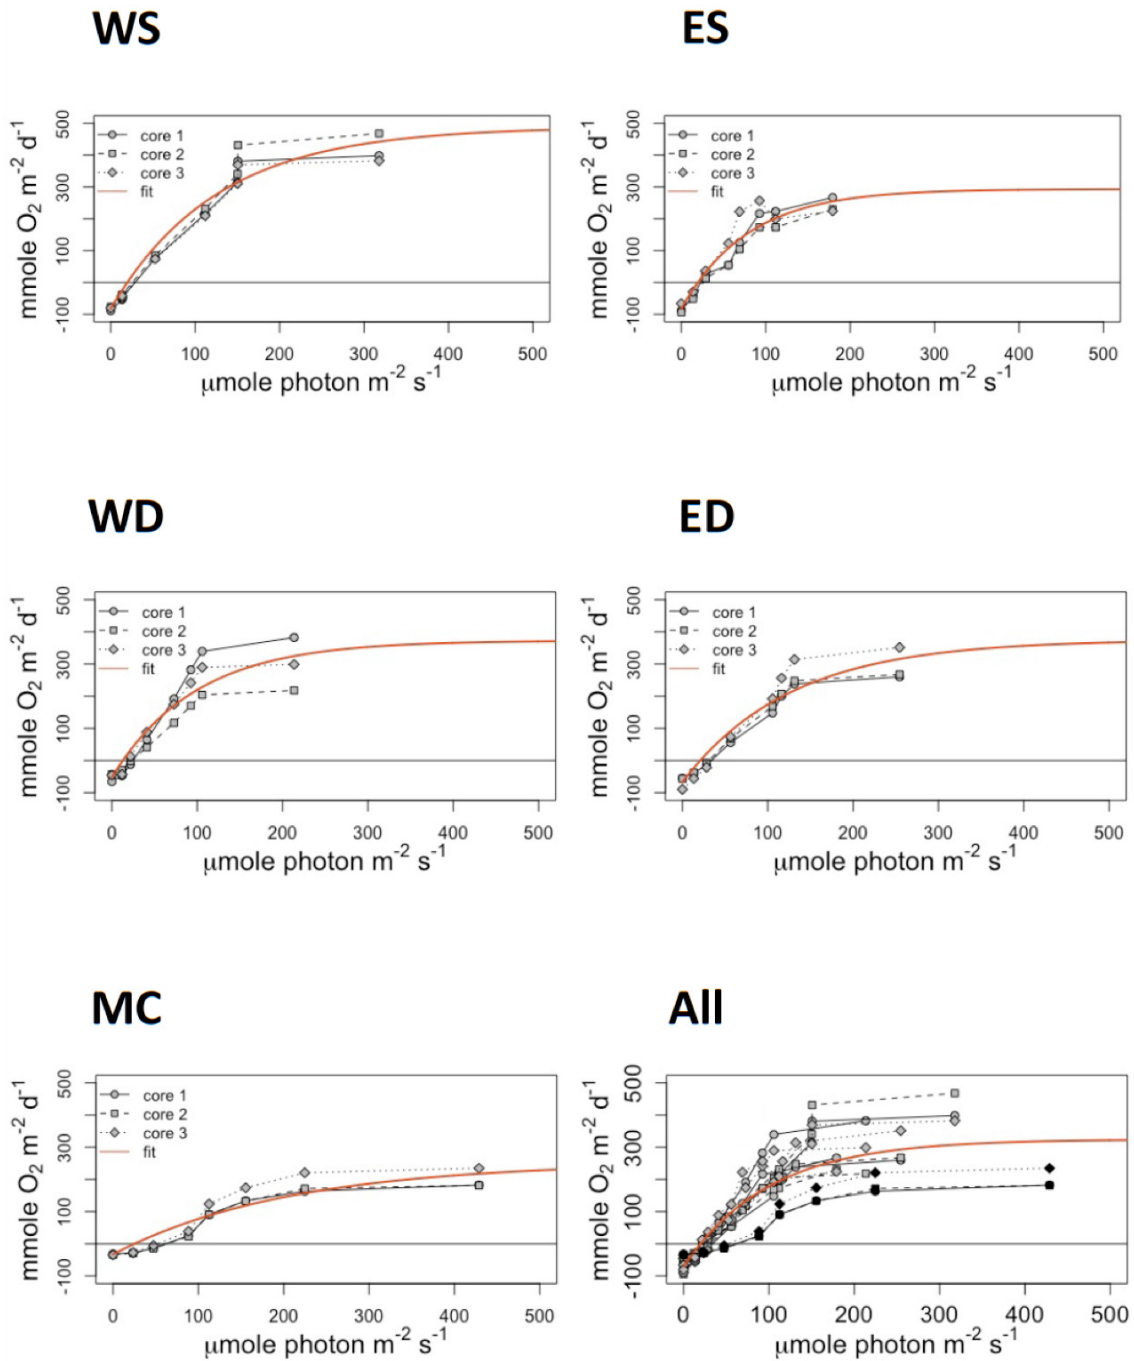 WS
500
300
100
-100
mmole O2 m-2 d-1
core 1
core 2
core 3
fit
0 100 200 300 400 500
μmole photon m-2 s-1
ES
500
300
100
-100
mmole O2 m-2 d-1
core 1
core 2
core 3
fit
0 100 200 300 400 500
μmole photon m-2 s-1
WD
500
300
100
-100
mmole O2 m-2 d-1
core 1
core 2
core 3
fit
0 100 200 300 400 500
μmole photon m-2 s-1
ED
500
300
100
-100
mmole O2 m-2 d-1
core 1
core 2
core 3
fit
0 100 200 300 400 500
μmole photon m-2 s-1
MC
500
300
100
-100
mmole O2 m-2 d-1
core 1
core 2
core 3
fit
0 100 200 300 400 500
μmole photon m-2 s-1
All
500
300
100
-100
mmole O2 m-2 d-1
0 100 200 300 400 500
μmole photon m-2 s-1